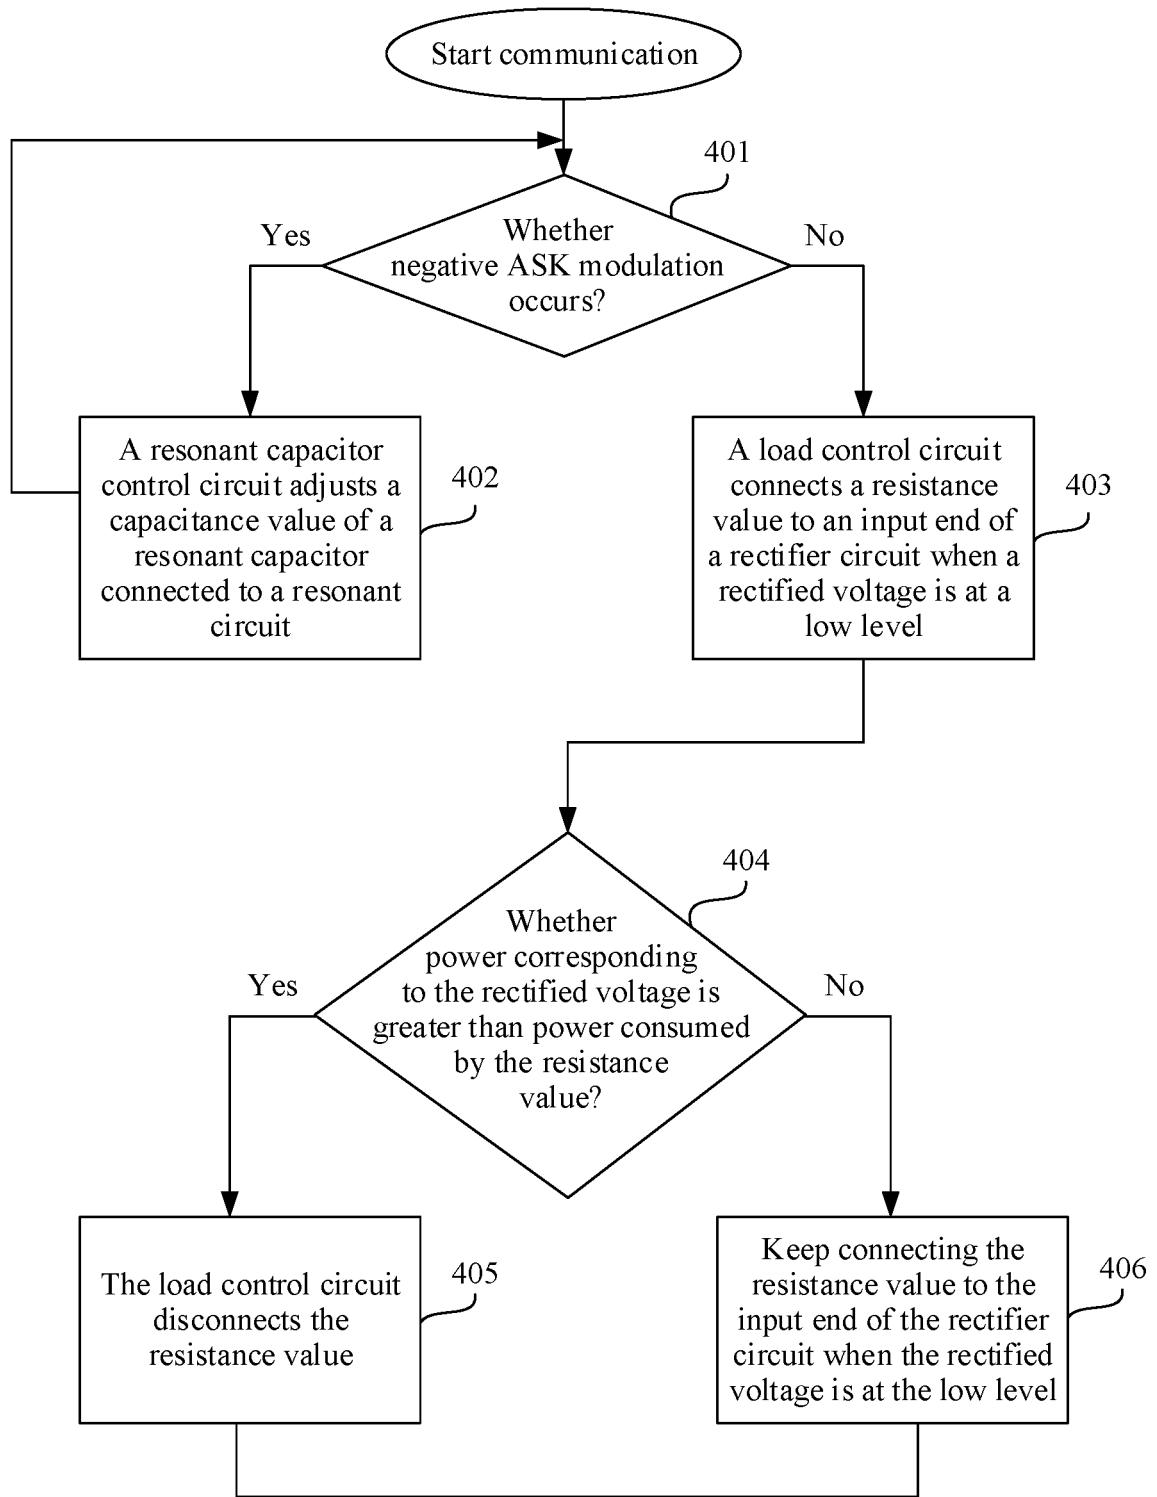 Start communication
401
Yes
No
Whether
negative ASK modulation
occurs?
A resonant capacitor
control circuit adjusts a
capacitance value of a
resonant capacitor
connected to a resonant
circuit
402
A load control circuit
connects a resistance
value to an input end of
a rectifier circuit when a
rectified voltage is at a
low level
403
404
Yes
No
Whether
power corresponding
to the rectified voltage is
greater than power consumed
by the resistance
value?
The load control circuit
disconnects the
resistance value
405
Keep connecting the
resistance value to the
input end of the rectifier
circuit when the rectified
voltage is at the low level
406